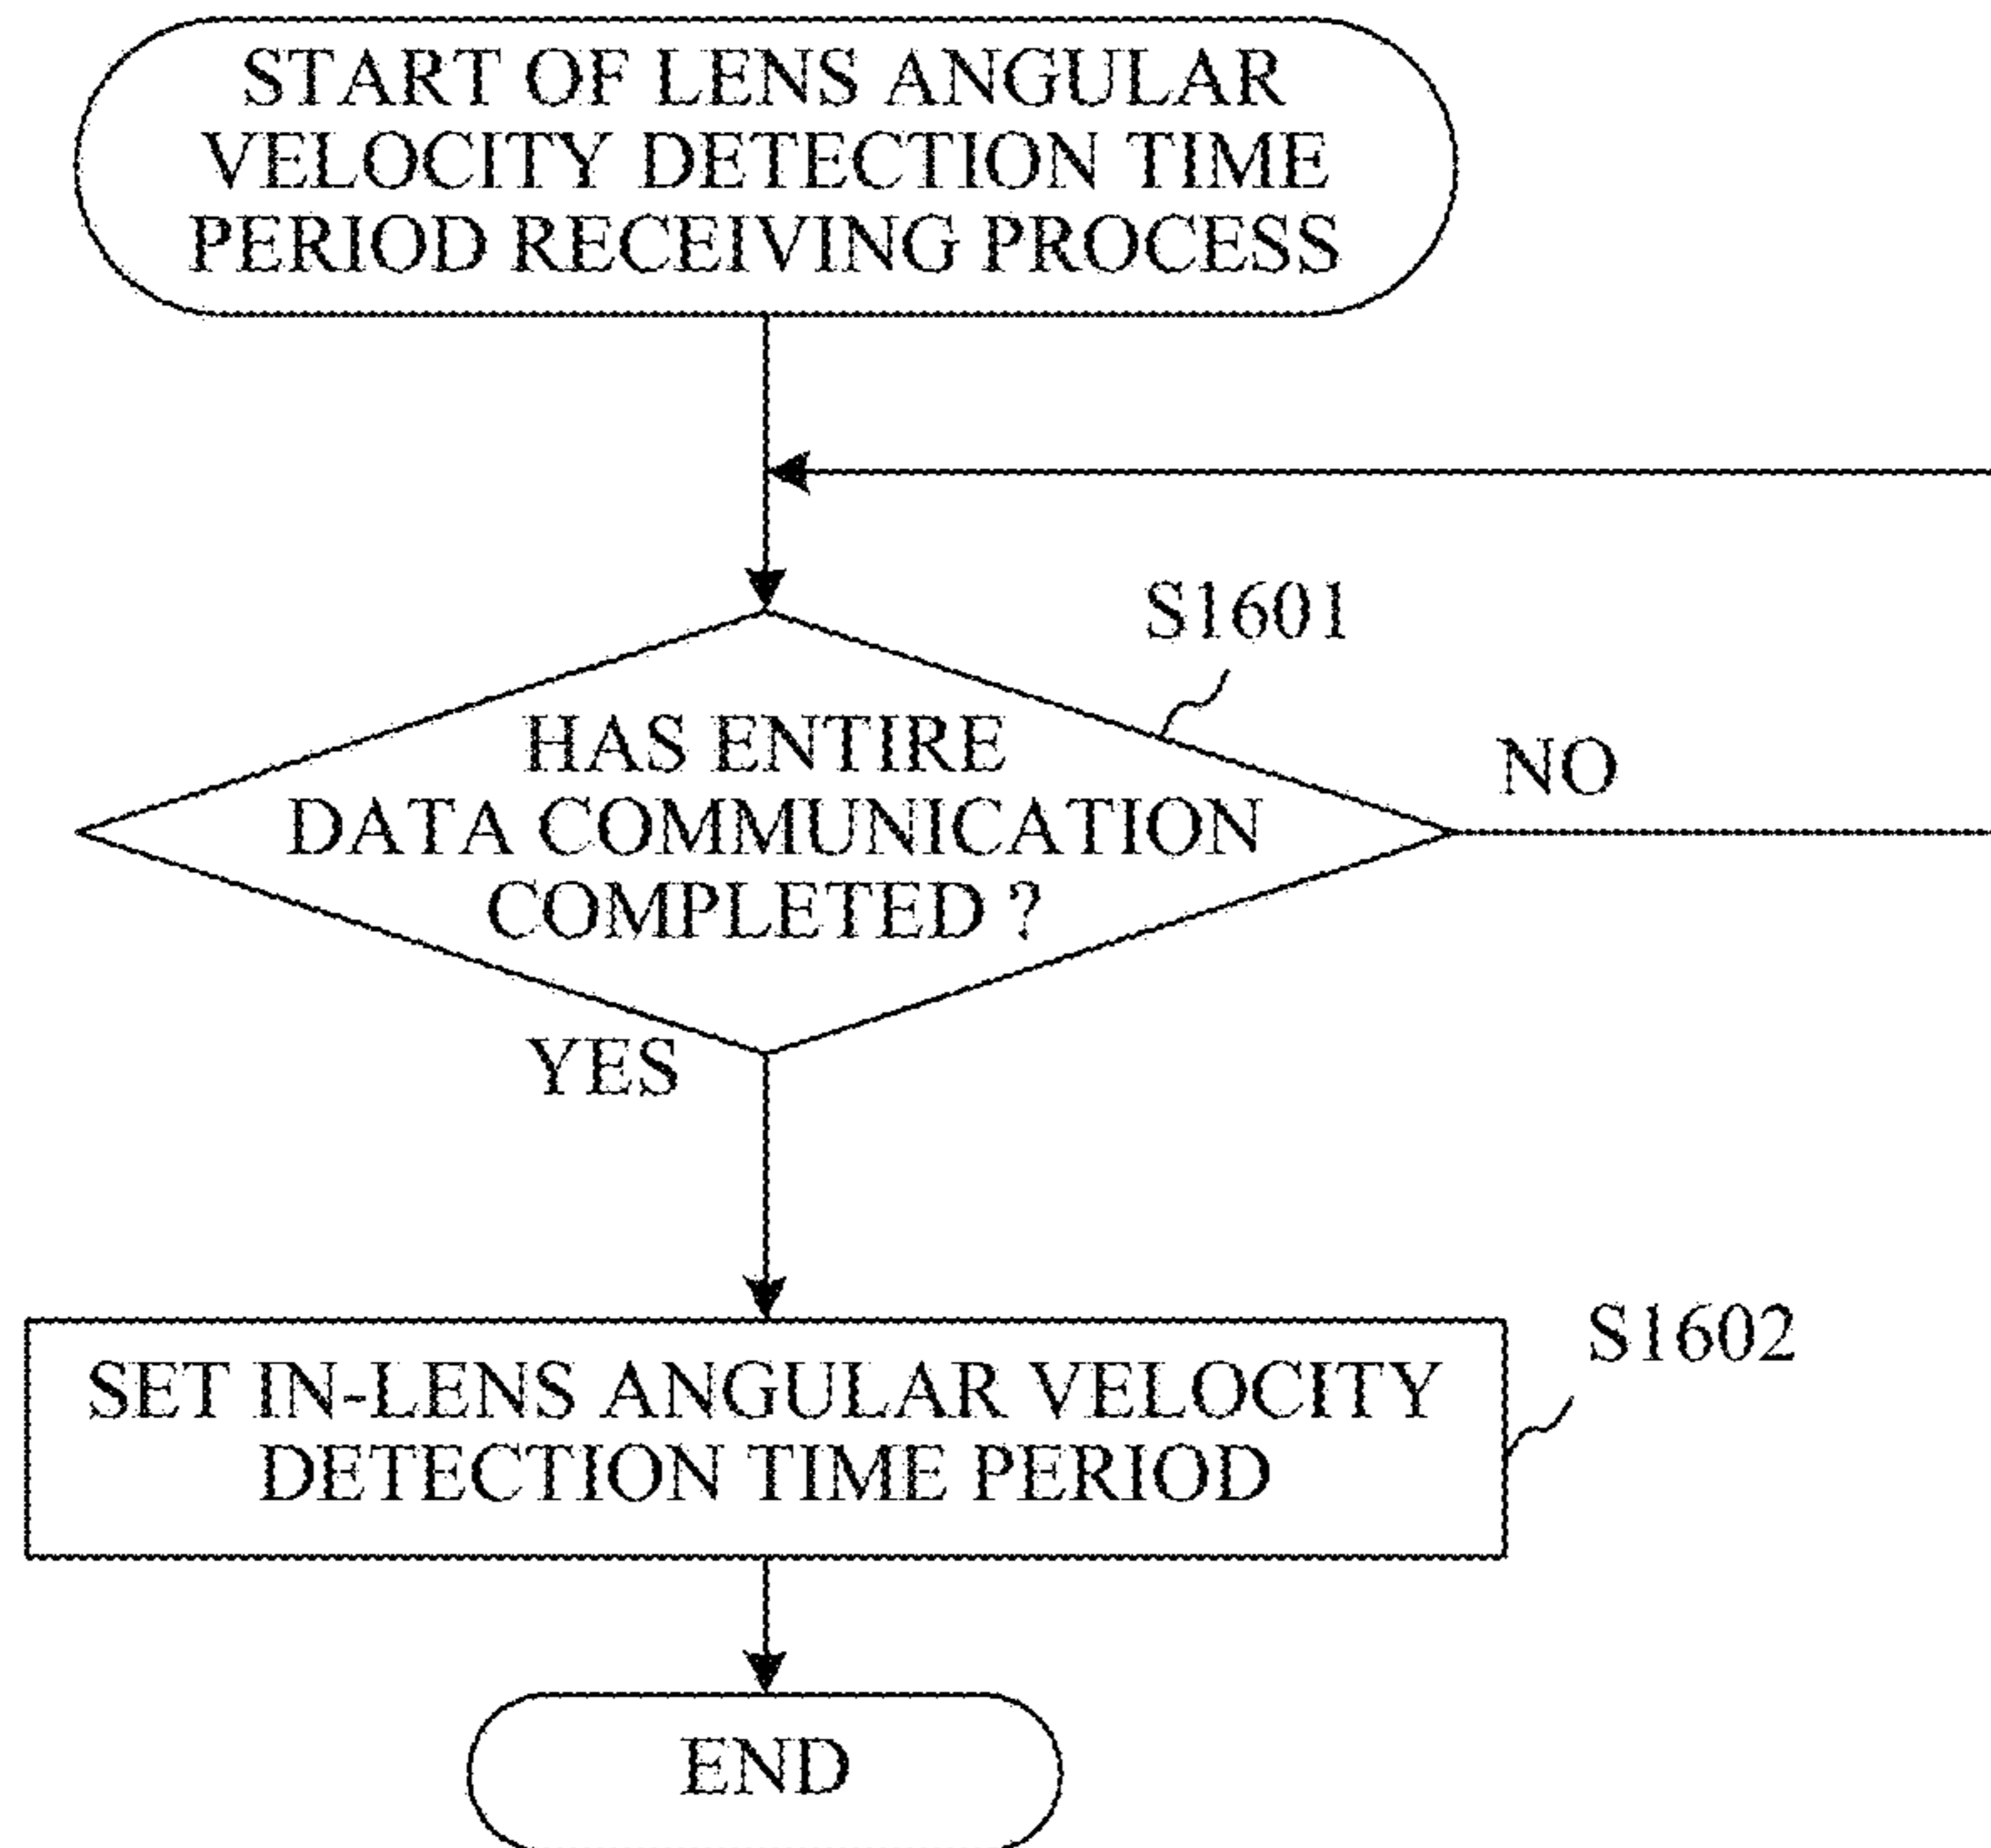 START OF LENS ANGULAR
VELOCITY DETECTION TIME
PERIOD RECEIVING PROCESS
S1601
HAS ENTIRE
DATA COMMUNICATION
COMPLETED ?
NO
YES
S1602
SET IN-LENS ANGULAR VELOCITY
DETECTION TIME PERIOD
END